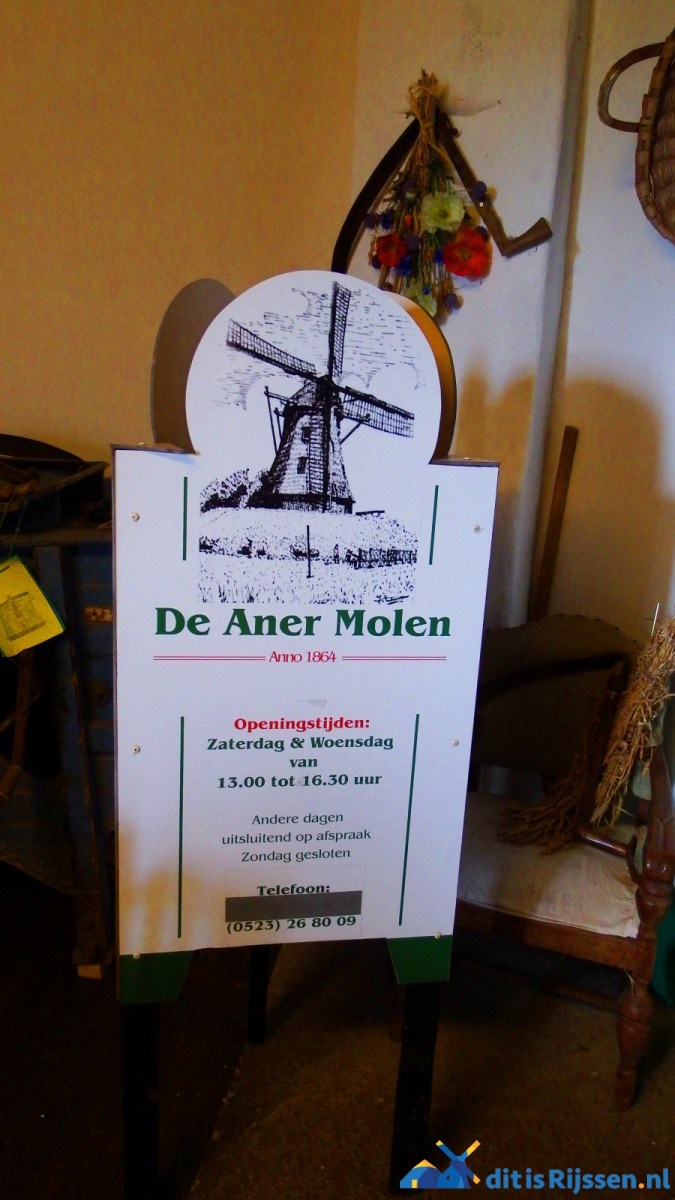 De Aner Molen
Anno 1864
Openingstijden:
Zaterdag & Woensdag
van
13.00 tot 16.30 uur
Andere dagen
uitsluitend op afspraak
Zondag gesloten
Telefoon:
(0523) 26 80 09
ditisRijssen.nl